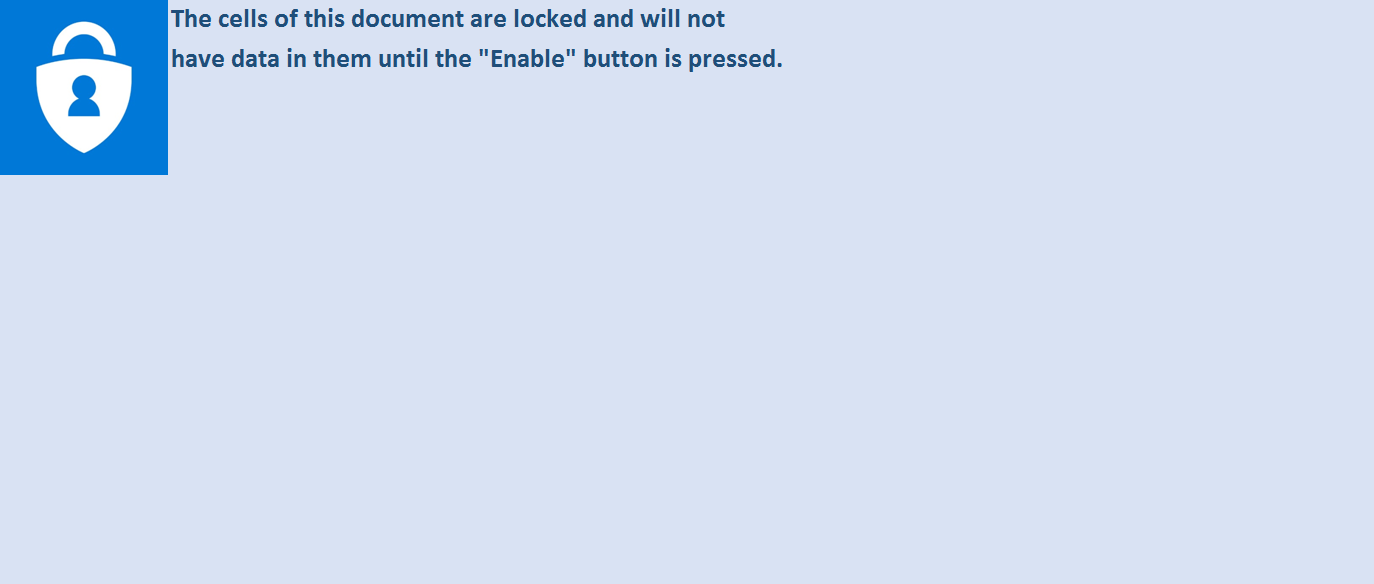 The cells of this document are locked and will not
have data in them until the "Enable" button is pressed.